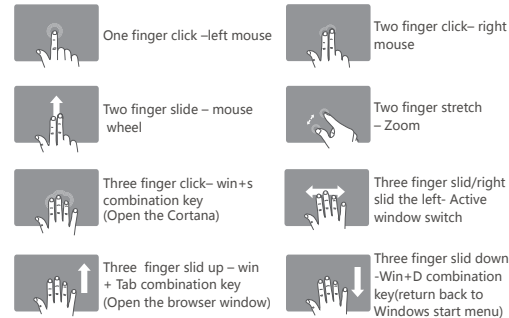 One finger click –left mouse
Two finger click– right
mouse
Two finger slide – mouse
wheel
Two finger stretch
– Zoom
Three finger click– win+s
combination key
(Open the Cortana)
Three finger slid/right
slid the left- Active
window switch
Three finger slid up – win
+ Tab combination key
(Open the browser window)
Three finger slid down
-Win+D combination
key(return back to
Windows start menu)